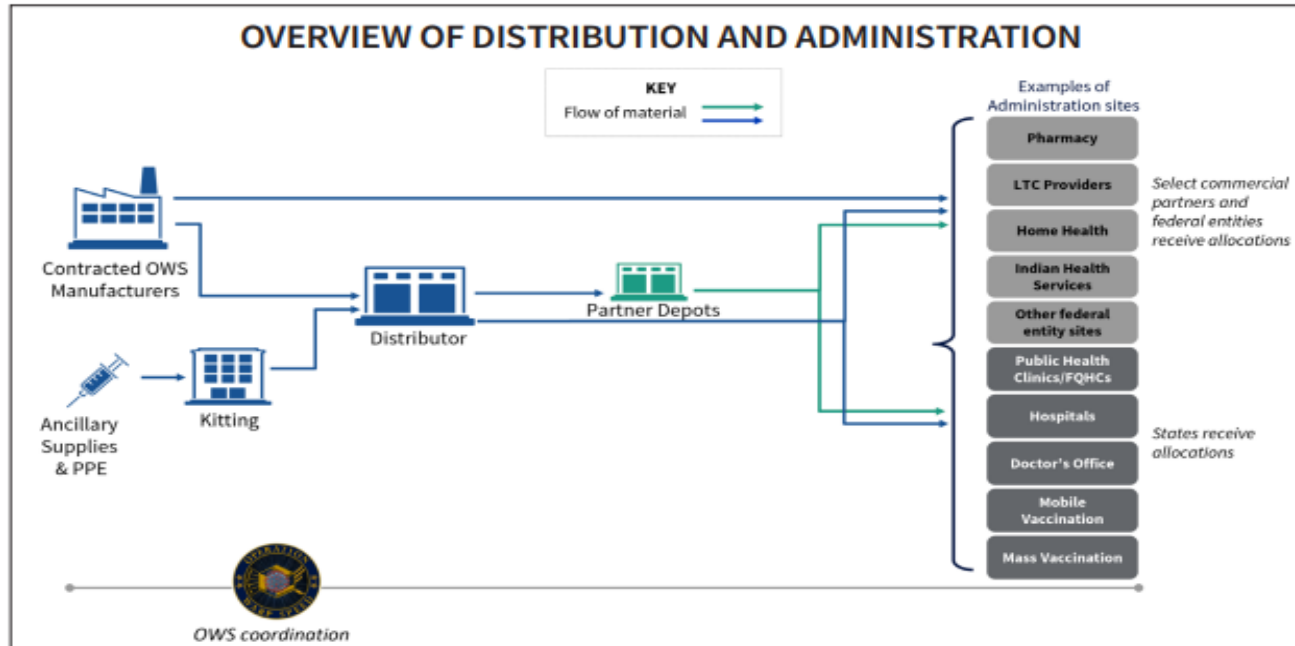 OVERVIEW OF DISTRIBUTION AND ADMINISTRATION
KEY
Flow of material
Examples of
Administration sites
Pharmacy
LTC Providers
Home Health
Indian Health
Services
Other federal
entity sites
Public Health
Clinics/FQHCs
Hospitals
Doctor's Office
Mobile
Vaccination
Mass Vaccination
Select commercial
partners and
federal entities
receive allocations
States receive
allocations
Contracted OWS
Manufacturers
Distributor
Partner Depots
Kitting
Ancillary
Supplies
& PPE
OPERATION
WARP SPEED
OWS coordination